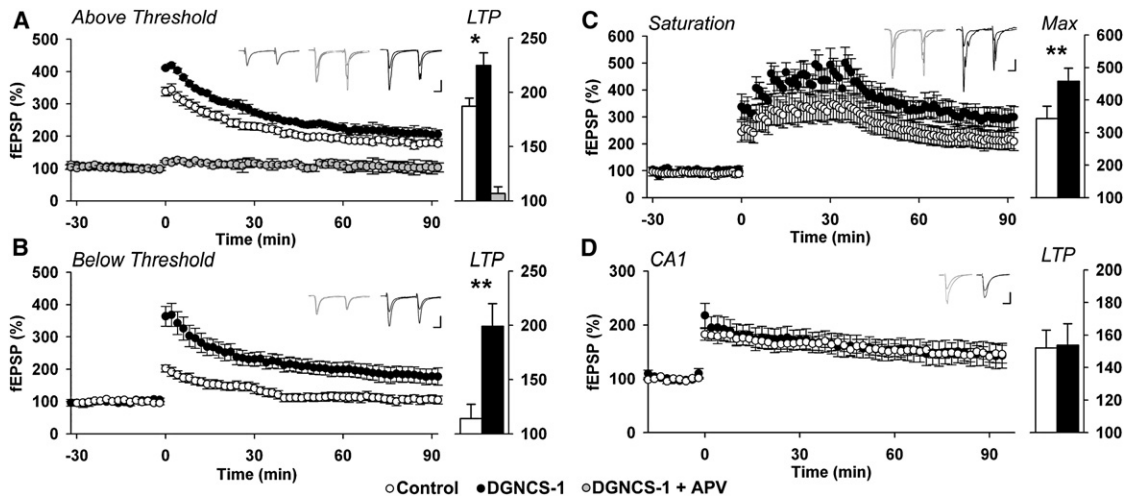 A Above Threshold LTP
500 400 300 200 100 0
fEPSP (%)
* 250 200 150 100
-30 0 30 60 90
Time (min)
B Below Threshold LTP
500 400 300 200 100 0
fEPSP (%)
** 250 200 150 100
-30 0 30 60 90
Time (min)
C Saturation Max
600 500 400 300 200 100 0
fEPSP (%)
** 600 500 400 300 200 100
-30 0 30 60 90
Time (min)
D CA1 LTP
300 200 100 0
fEPSP (%)
200 180 160 140 120 100
0 30 60 90
Time (min)
Control DGNCS-1 DGNCS-1 + APV